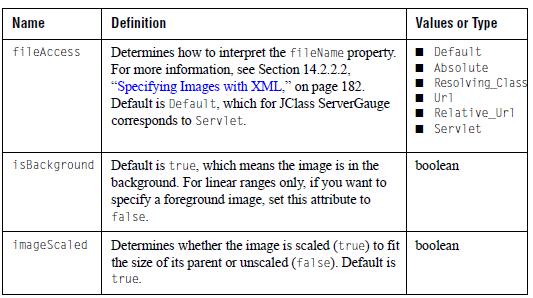 Name Definition Values or Type
fileAccess Determines how to interpret the fileName property. ■ Default
For more information, see Section 14.2.2.2, ■ Absolute
“Specifying Images with XML,” on page 182. ■ Resolving_Class
Default is Default, which for JClass ServerGauge ■ Url
corresponds to Servlet. ■ Relative_Url
■ Servlet
isBackground Default is true, which means the image is in the boolean
background. For linear ranges only, if you want to
specify a foreground image, set this attribute to
false.
imageScaled Determines whether the image is scaled (true) to fit boolean
the size of its parent or unscaled (false). Default is
true.